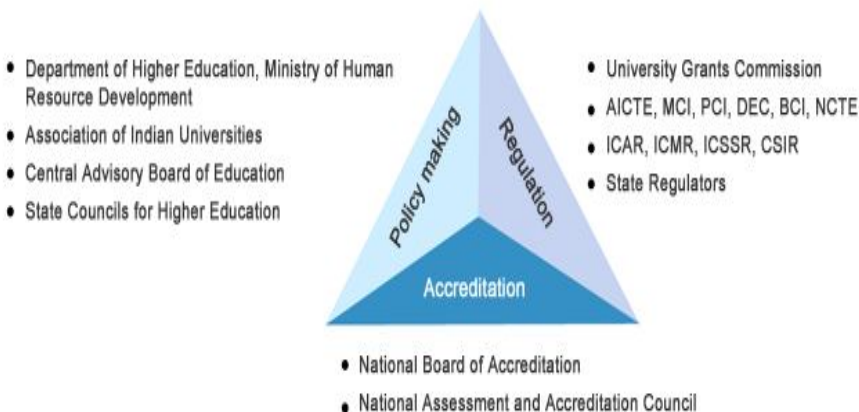 • Department of Higher Education, Ministry of Human
Resource Development
• Association of Indian Universities
• Central Advisory Board of Education
• State Councils for Higher Education
Policy making
Regulation
Accreditation
• University Grants Commission
• AICTE, MCI, PCI, DEC, BCI, NCTE
• ICAR, ICMR, ICSSR, CSIR
• State Regulators
• National Board of Accreditation
• National Assessment and Accreditation Council